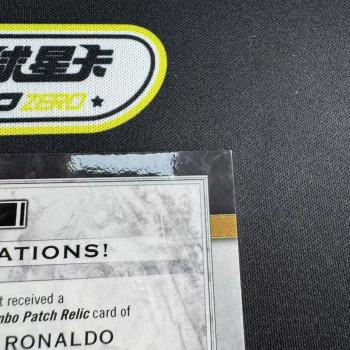 球星卡
O ZERO
ATIONS!
t received a
mbo Patch Relic card of
RONALDO